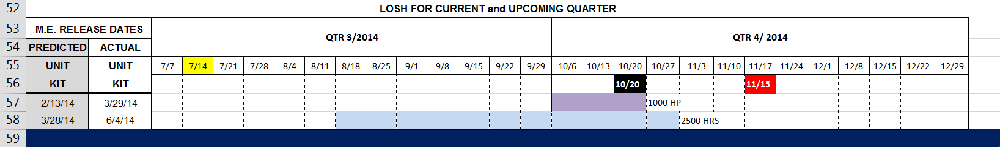 52 LOSH FOR CURRENT and UPCOMING QUARTER
53 M.E. RELEASE DATES QTR 3/2014 QTR 4/ 2014
54 PREDICTED ACTUAL
55 UNIT UNIT 7/7 7/14 7/21 7/28 8/4 8/11 8/18 8/25 9/1 9/8 9/15 9/22 9/29 10/6 10/13 10/20 10/27 11/3 11/10 11/17 11/24 12/1 12/8 12/15 12/22 12/29
56 KIT KIT 10/20 11/15
57 2/13/14 3/29/14 1000 HP
58 3/28/14 6/4/14 2500 HRS
59